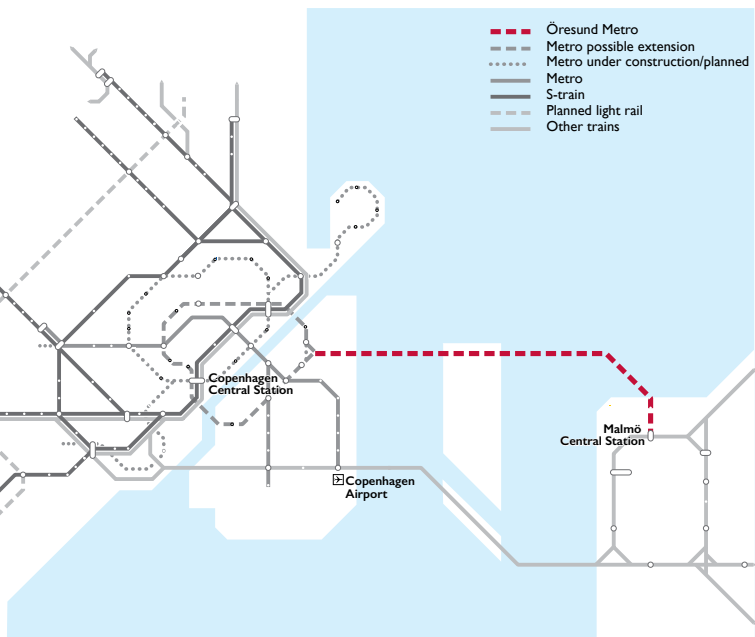 Öresund Metro
Metro possible extension
Metro under construction/planned
Metro
S-train
Planned light rail
Other trains
Copenhagen
Central Station
Malmö
Central Station
Copenhagen
Airport